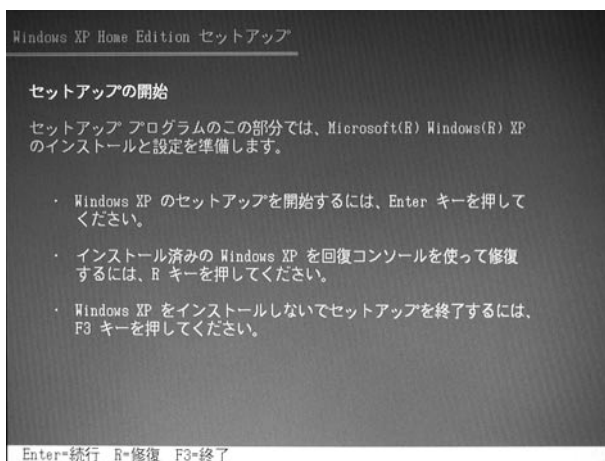 Windows XP Home Edition セットアップ
セットアップの開始
セットアップ プログラムのこの部分では、Microsoft(R) Windows(R) XP
のインストールと設定を準備します。
・ Windows XP のセットアップを開始するには、Enter キーを押して
ください。
・ インストール済みの Windows XP を回復コンソールを使って修復
するには、R キーを押してください。
・ Windows XP をインストールしないでセットアップを終了するには、
F3 キーを押してください。
Enter=続行 R=修復 F3=終了